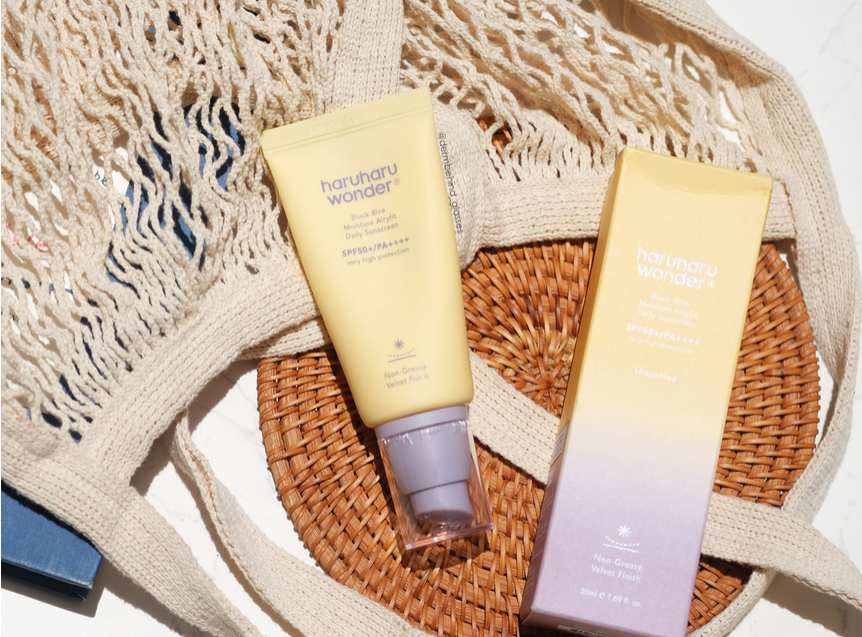 haruharu
wonder®
Black Rice
Moisture Airyfit
Daily Sunscreen
SPF50+/PA++++
very high protection
Non-Greasy,
@dermbehind_glasses
haruharu
wonder®
Black Rice
Moisture Airyfit
Daily Sunscreen
SPF50+/PA++++
very high protection
Unscented
Non-Greasy,
Velvet Finish
50ml ℮ 1.69 fl. oz.